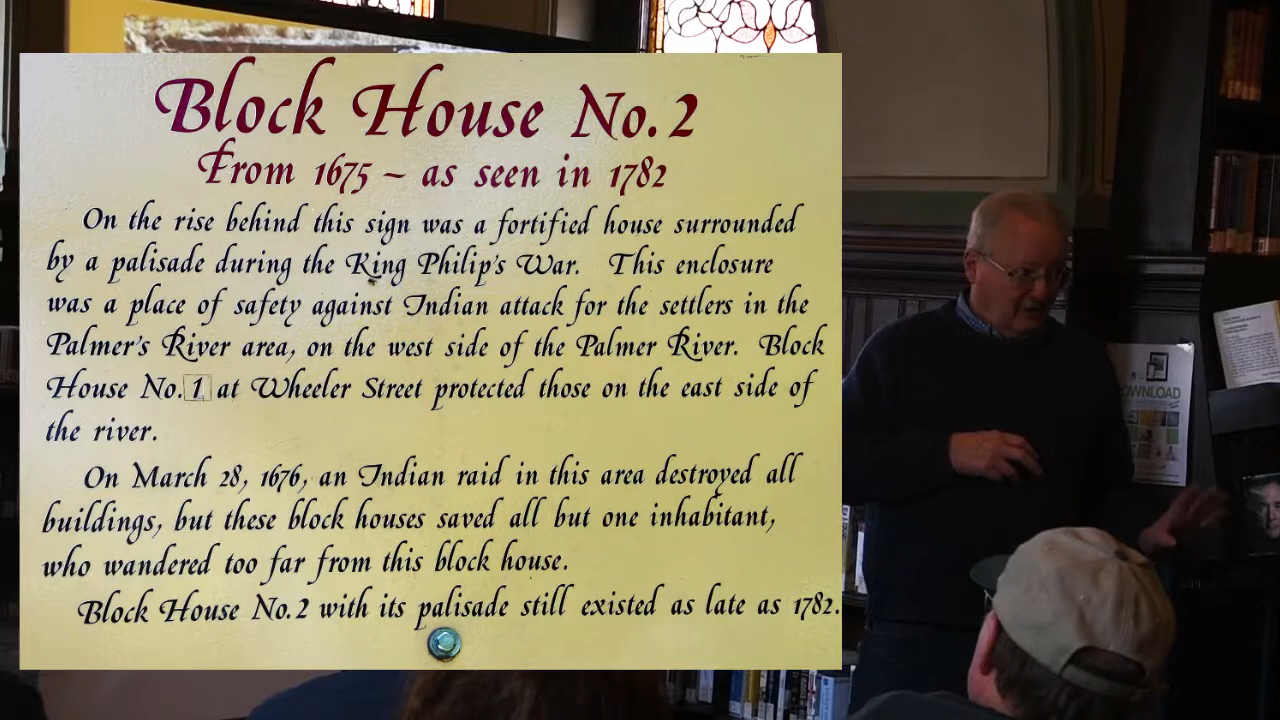 Block House No. 2
From 1675 – as seen in 1782
On the rise behind this sign was a fortified house surrounded
by a palisade during the King Philip's War. This enclosure
was a place of safety against Indian attack for the settlers in the
Palmer's River area, on the west side of the Palmer River. Block
House No. 1 at Wheeler Street protected those on the east side of
the river.
On March 28, 1676, an Indian raid in this area destroyed all
buildings, but these block houses saved all but one inhabitant,
who wandered too far from this block house.
Block House No. 2 with its palisade still existed as late as 1782.
OWNLOAD